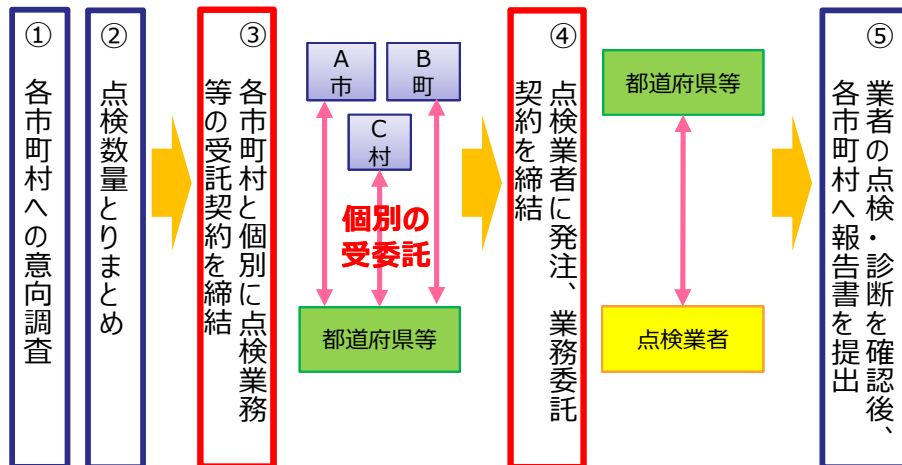 ①
各市町村への意向調査
②
点検数量とりまとめ
③
各市町村と個別に点検業務
等の受託契約を締結
A
市
B
町
C
村
個別の
受委託
都道府県等
④
点検業者に発注、業務委託
契約を締結
都道府県等
点検業者
⑤
業者の点検・診断を確認後、
各市町村へ報告書を提出